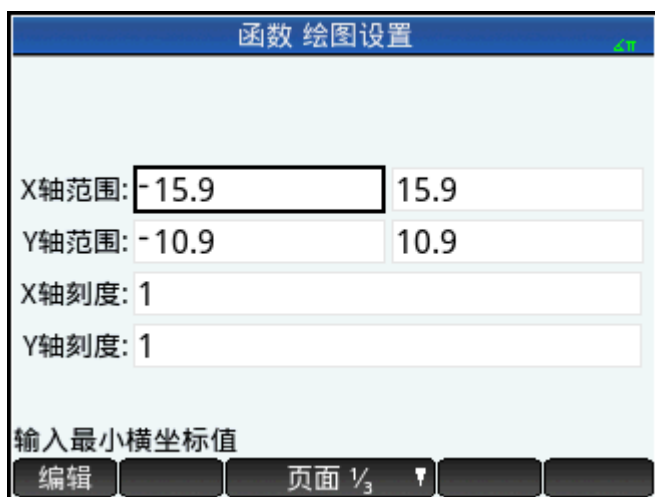 函数 绘图设置 ∡π
X轴范围: -15.9 15.9
Y轴范围: -10.9 10.9
X轴刻度: 1
Y轴刻度: 1
输入最小横坐标值
编辑 页面 ⅓